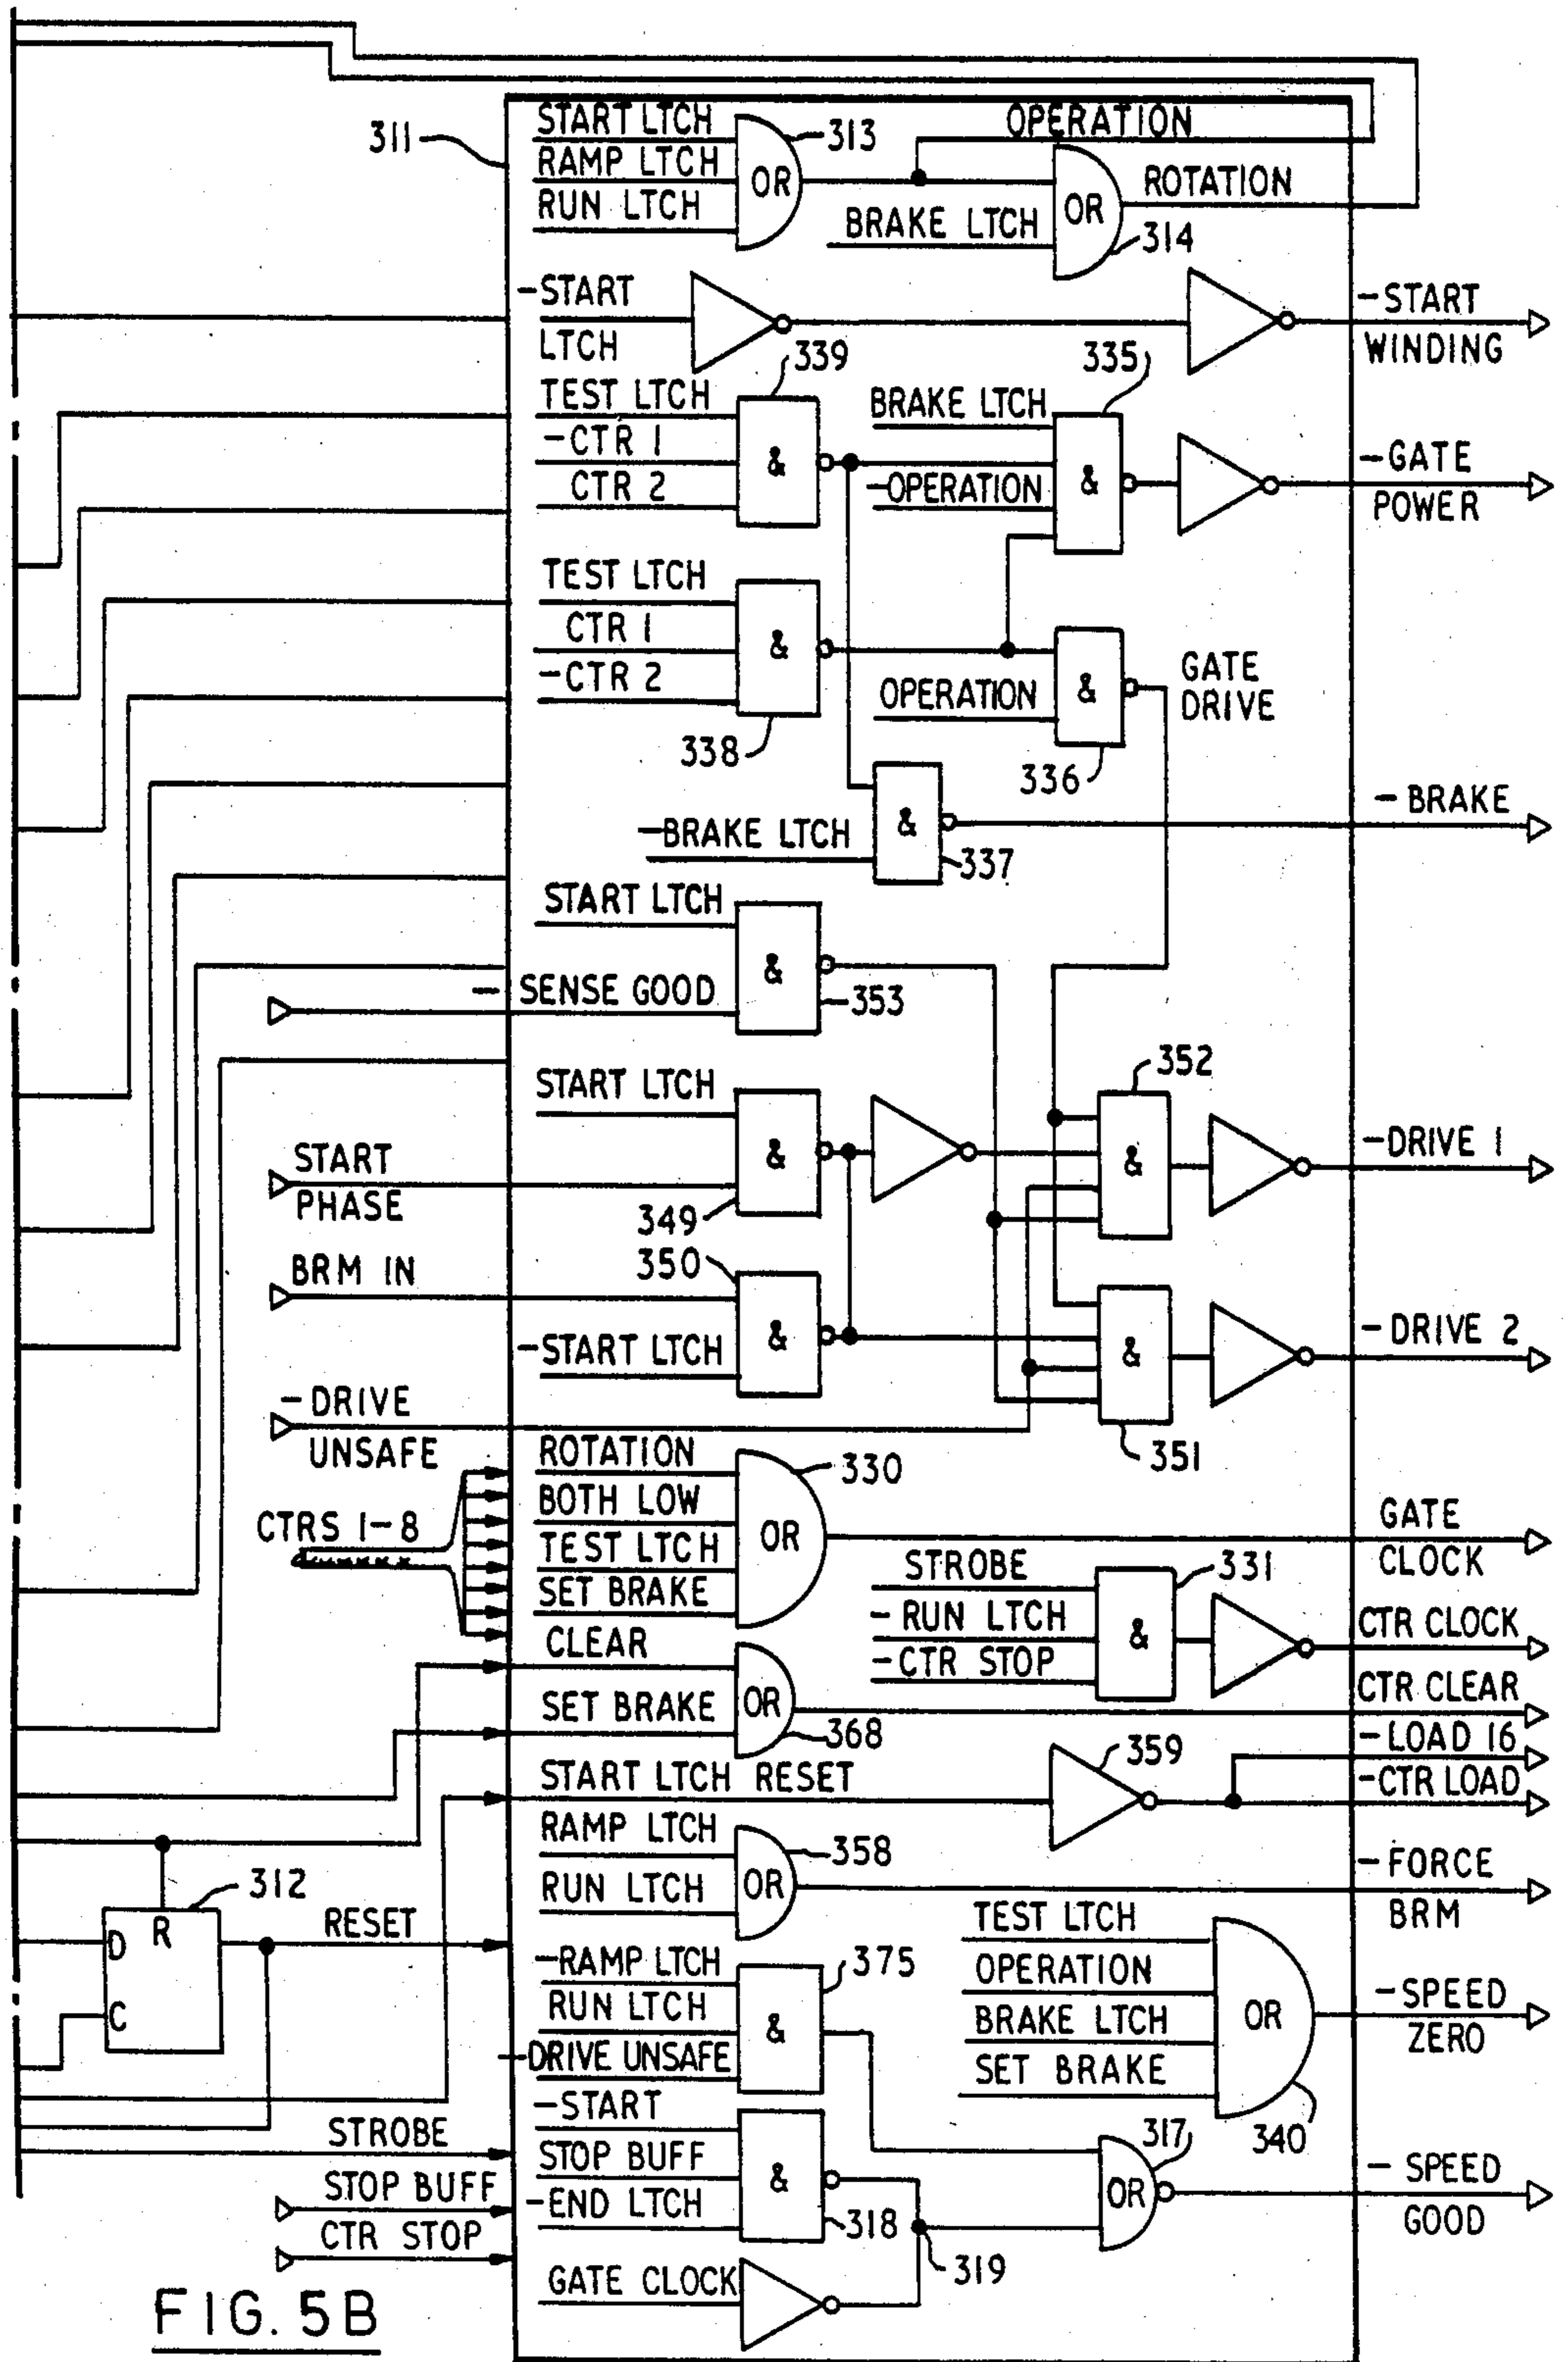 START LTCH
313
OPERATION
311
RAMP LTCH
OR
ROTATION
RUN LTCH
BRAKE LTCH
OR
314
-START
LTCH
-START
WINDING
339
335
TEST LTCH
-CTR 1
CTR 2
&
BRAKE LTCH
-OPERATION
&
-GATE
POWER
TEST LTCH
CTR 1
-CTR 2
&
338
OPERATION
&
336
GATE
DRIVE
-BRAKE LTCH
&
337
- BRAKE
START LTCH
- SENSE GOOD
&
353
START LTCH
START
PHASE
&
349
352
&
-DRIVE 1
BRM IN
350
-START LTCH
&
&
351
- DRIVE 2
-DRIVE
UNSAFE
CTRS 1-8
ROTATION
BOTH LOW
TEST LTCH
SET BRAKE
OR
330
GATE
CLOCK
STROBE
- RUN LTCH
-CTR STOP
&
331
CTR CLOCK
CLEAR
SET BRAKE
OR
368
CTR CLEAR
START LTCH RESET
359
-LOAD 16
-CTR LOAD
RAMP LTCH
RUN LTCH
OR
358
-FORCE
BRM
312
D
R
C
RESET
-RAMP LTCH
RUN LTCH
-DRIVE UNSAFE
&
375
TEST LTCH
OPERATION
BRAKE LTCH
SET BRAKE
OR
340
-SPEED
ZERO
STROBE
STOP BUFF
CTR STOP
-START
STOP BUFF
-END LTCH
&
318
319
317
OR
- SPEED
GOOD
GATE CLOCK
FIG. 5B